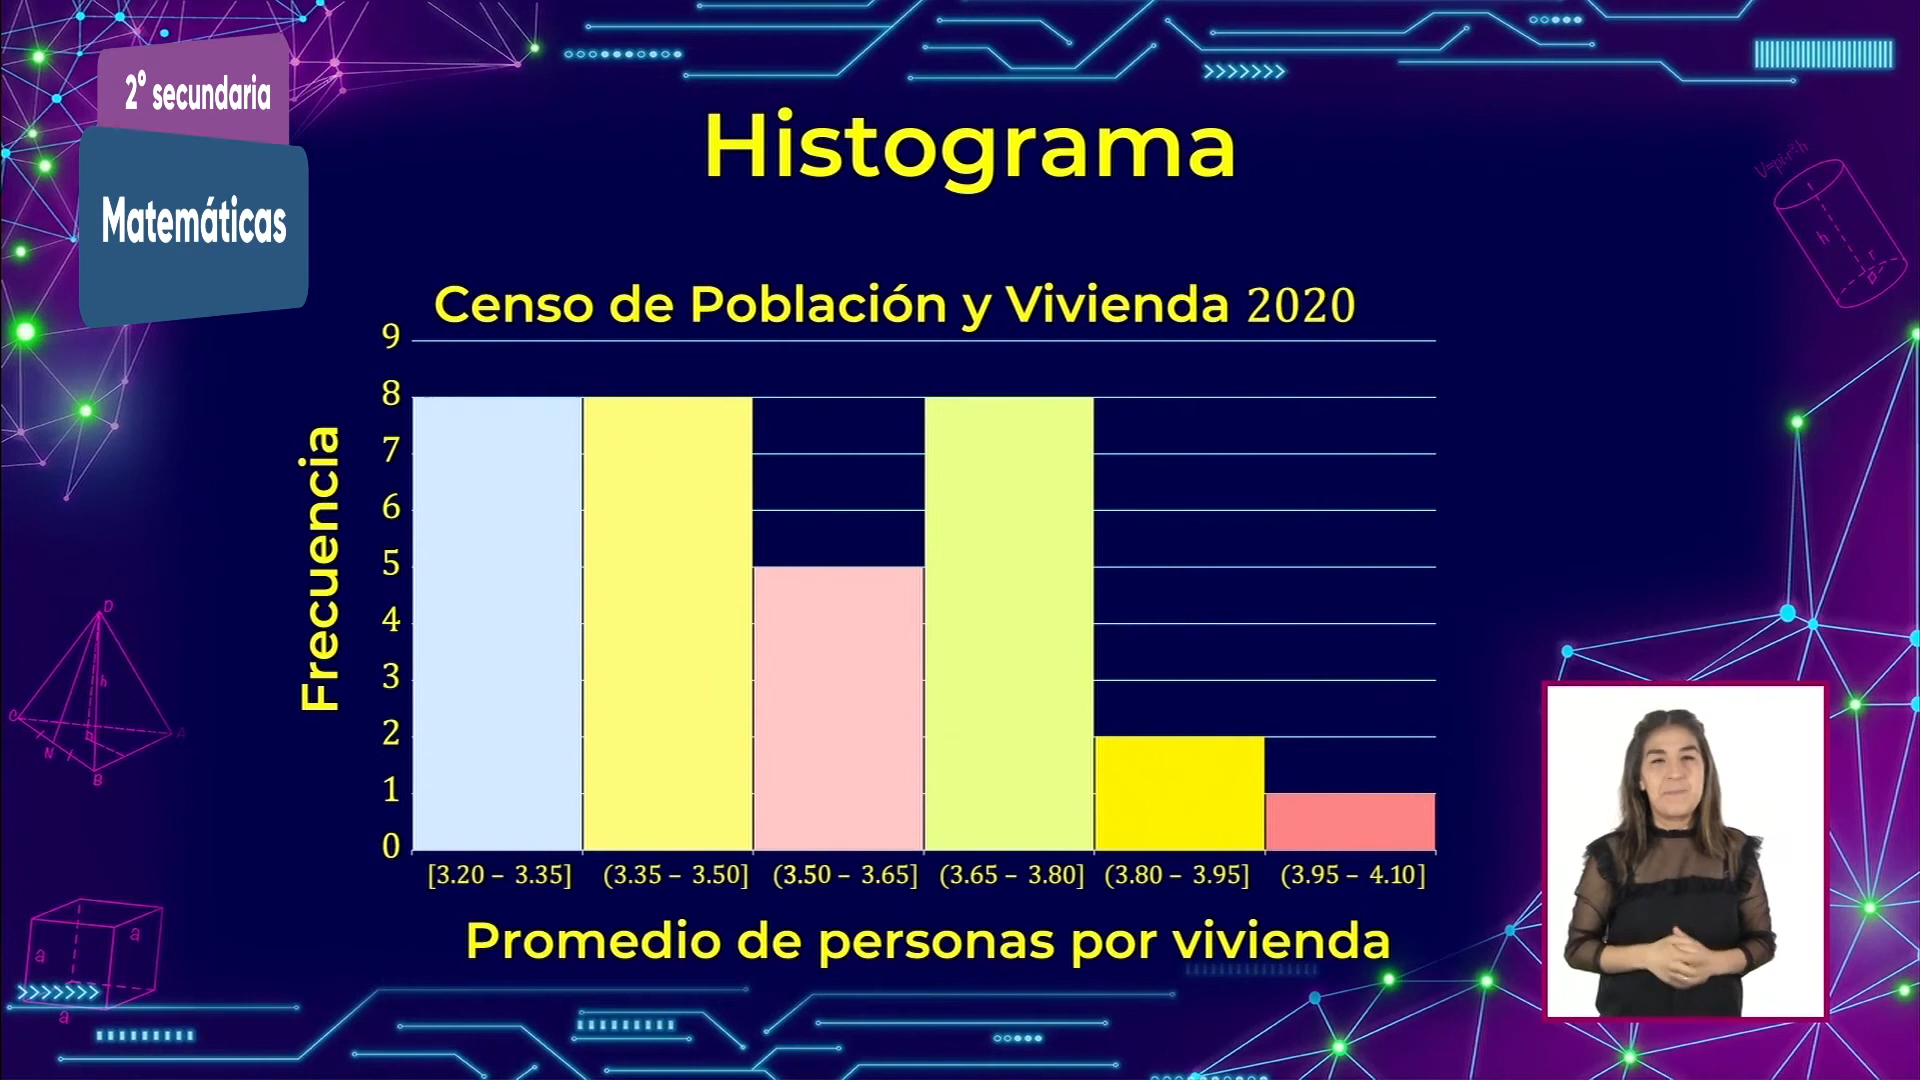 2° secundaria
Matemáticas
Histograma
Censo de Población y Vivienda 2020
Frecuencia
9
8
7
6
5
4
3
2
1
0
[3.20 – 3.35] (3.35 – 3.50] (3.50 – 3.65] (3.65 – 3.80] (3.80 – 3.95] (3.95 – 4.10]
Promedio de personas por vivienda
h
r
D
h
C
A
N
h
B
a
a
a